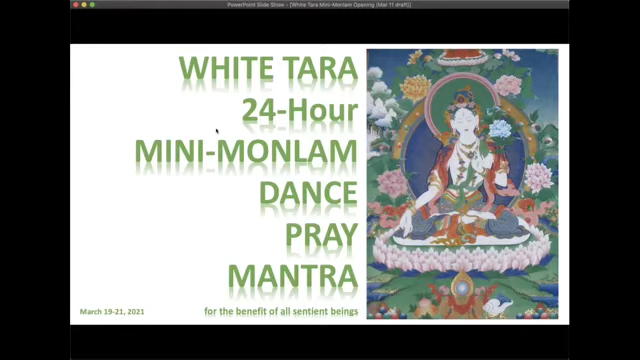 PowerPoint Slide Show - [White Tara Mini-Monlam Opening (Mar 11 draft)]
WHITE TARA
24-Hour
MINI-MONLAM
DANCE
PRAY
MANTRA
March 19-21, 2021
for the benefit of all sentient beings